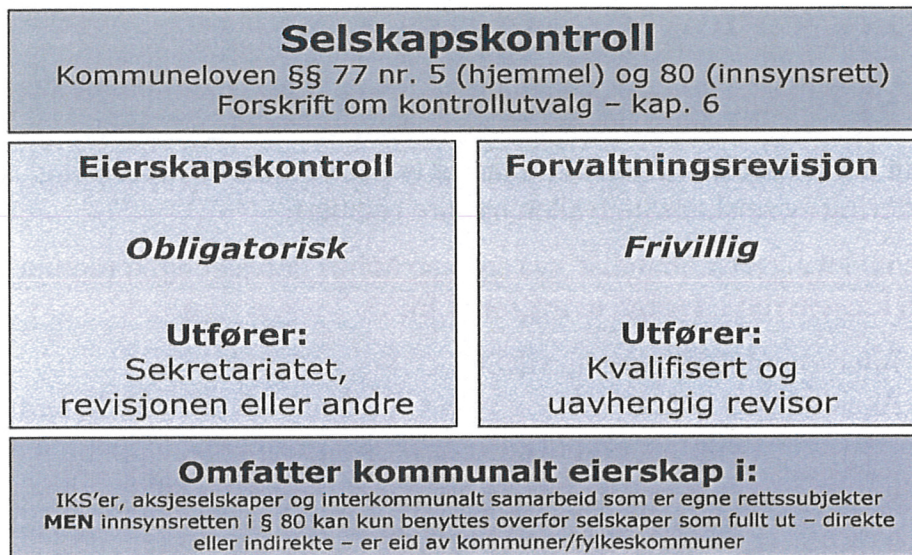 Selskapskontroll
Kommuneloven §§ 77 nr. 5 (hjemmel) og 80 (innsynsrett)
Forskrift om kontrollutvalg – kap. 6
Eierskapskontroll
Obligatorisk
Utfører:
Sekretariatet,
revisjonen eller andre
Forvaltningsrevisjon
Frivillig
Utfører:
Kvalifisert og
uavhengig revisor
Omfatter kommunalt eierskap i:
IKS’er, aksjeselskaper og interkommunalt samarbeid som er egne rettssubjekter
MEN innsynsretten i § 80 kan kun benyttes overfor selskaper som fullt ut – direkte
eller indirekte – er eid av kommuner/fylkeskommuner